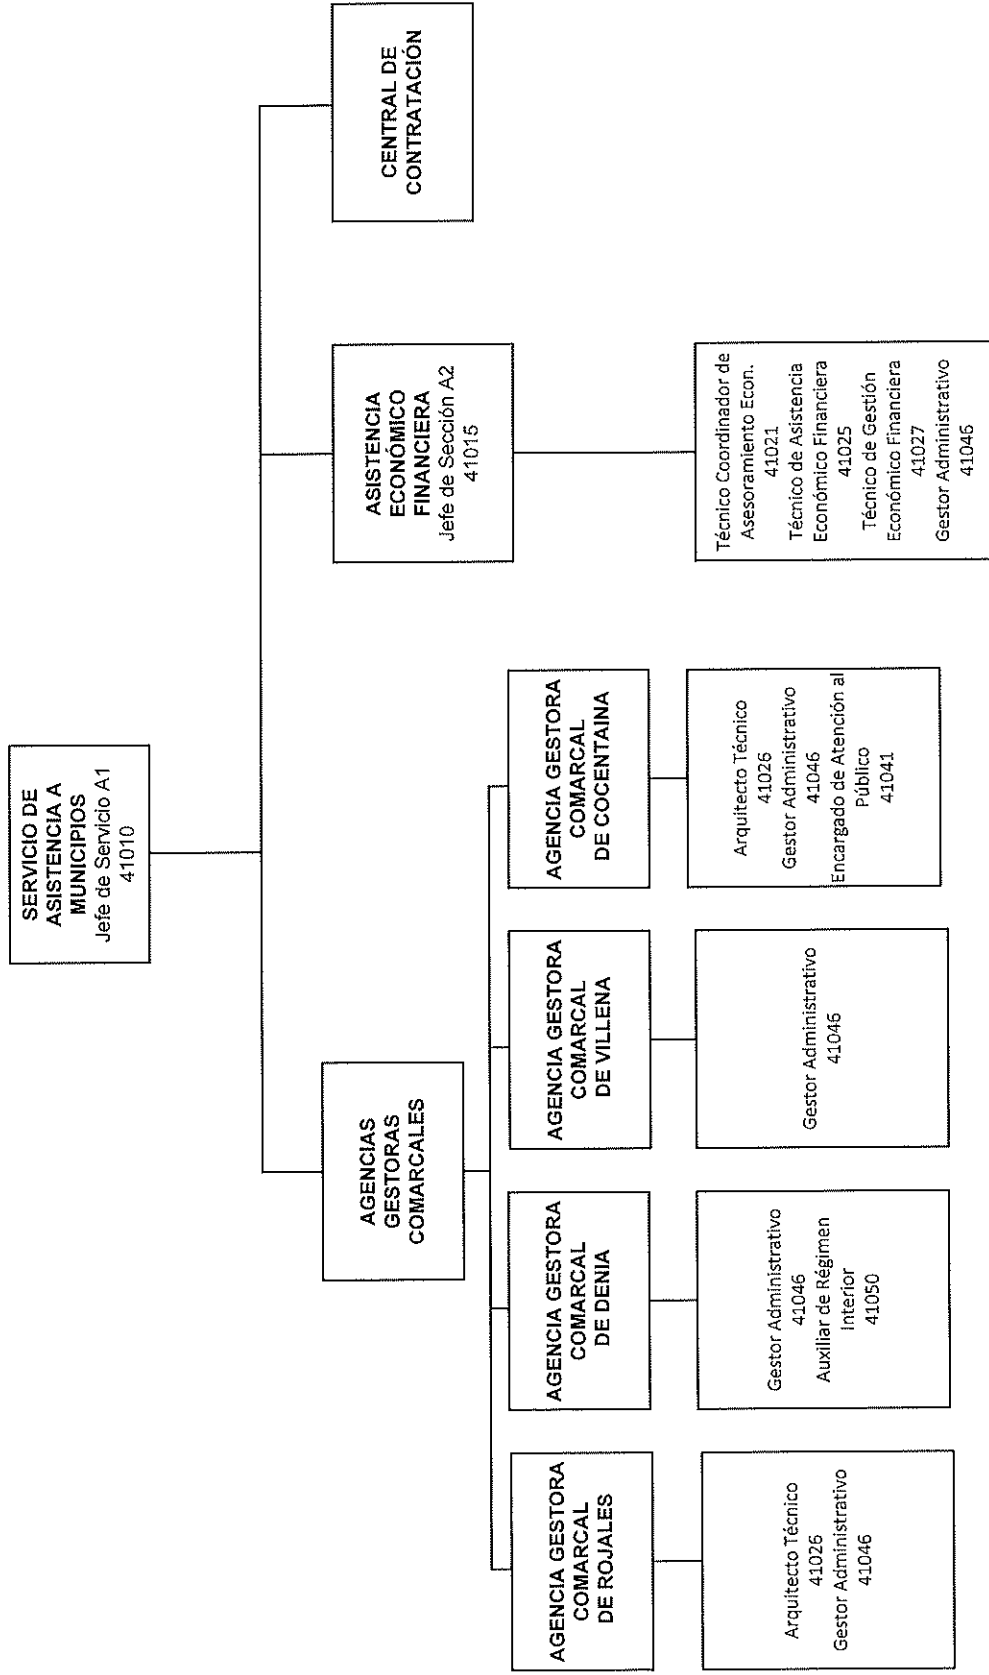 SERVICIO DE
ASISTENCIA A
MUNICIPIOS
Jefe de Servicio A1
41010
AGENCIAS
GESTORAS
COMARCALES
ASISTENCIA
ECONÓMICO
FINANCIERA
Jefe de Sección A2
41015
CENTRAL DE
CONTRATACIÓN
AGENCIA GESTORA
COMARCAL
DE ROJALES
AGENCIA GESTORA
COMARCAL
DE DENIA
AGENCIA GESTORA
COMARCAL
DE VILLENA
AGENCIA GESTORA
COMARCAL
DE COCENTAINA
Arquitecto Técnico
41026
Gestor Administrativo
41046
Gestor Administrativo
41046
Auxiliar de Régimen
Interior
41050
Gestor Administrativo
41046
Arquitecto Técnico
41026
Gestor Administrativo
41046
Encargado de Atención al
Público
41041
Técnico Coordinador de
Asesoramiento Econ.
41021
Técnico de Asistencia
Económico Financiera
41025
Técnico de Gestión
Económico Financiera
41027
Gestor Administrativo
41046